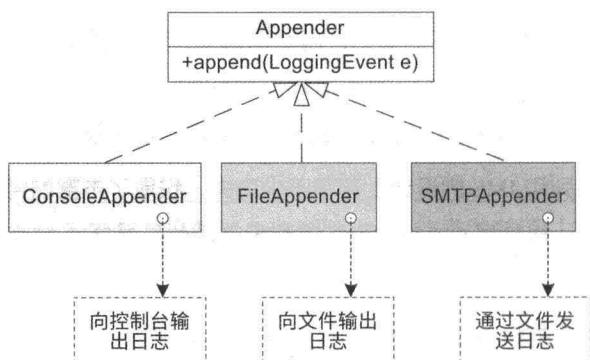 Appender
+append(LoggingEvent e)
ConsoleAppender
FileAppender
SMTPAppender
向控制台输
出日志
向文件输出
日志
通过文件发
送日志